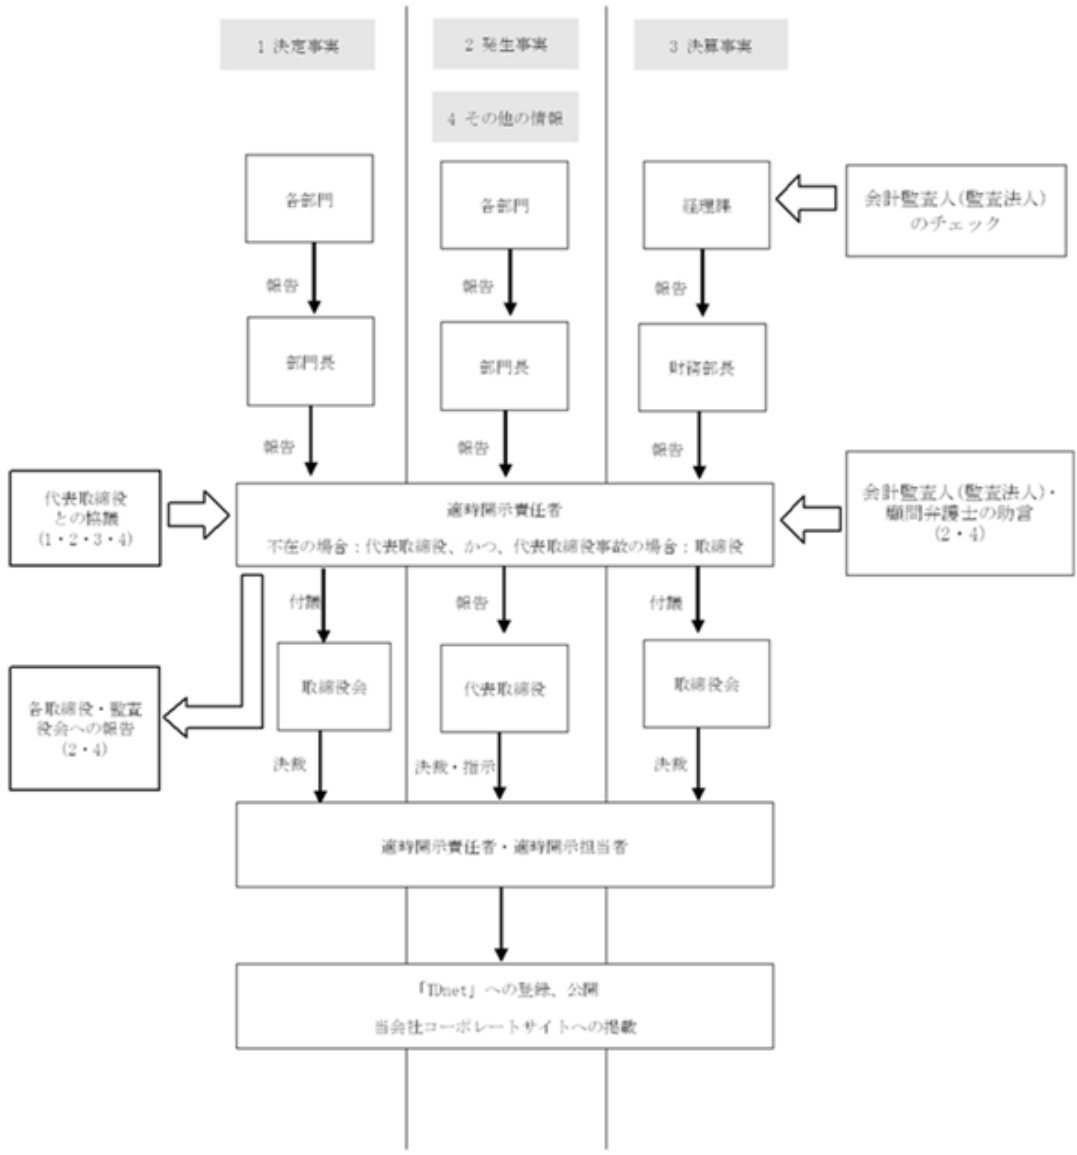 1 決定事実
2 発生事実
3 決算事実
4 その他の情報
各部門
各部門
経理課
会計監査人(監査法人)
のチェック
報告
報告
報告
部門長
部門長
財務部長
報告
報告
報告
代表取締役
との協議
(1・2・3・4)
適時開示責任者
不在の場合：代表取締役、かつ、代表取締役事故の場合：取締役
会計監査人(監査法人)・
顧問弁護士の助言
(2・4)
付議
報告
付議
取締役会
代表取締役
取締役会
各取締役・監査
役会への報告
(2・4)
決裁
決裁・指示
決裁
適時開示責任者・適時開示担当者
「TDnet」への登録、公開
当会社コーポレートサイトへの掲載